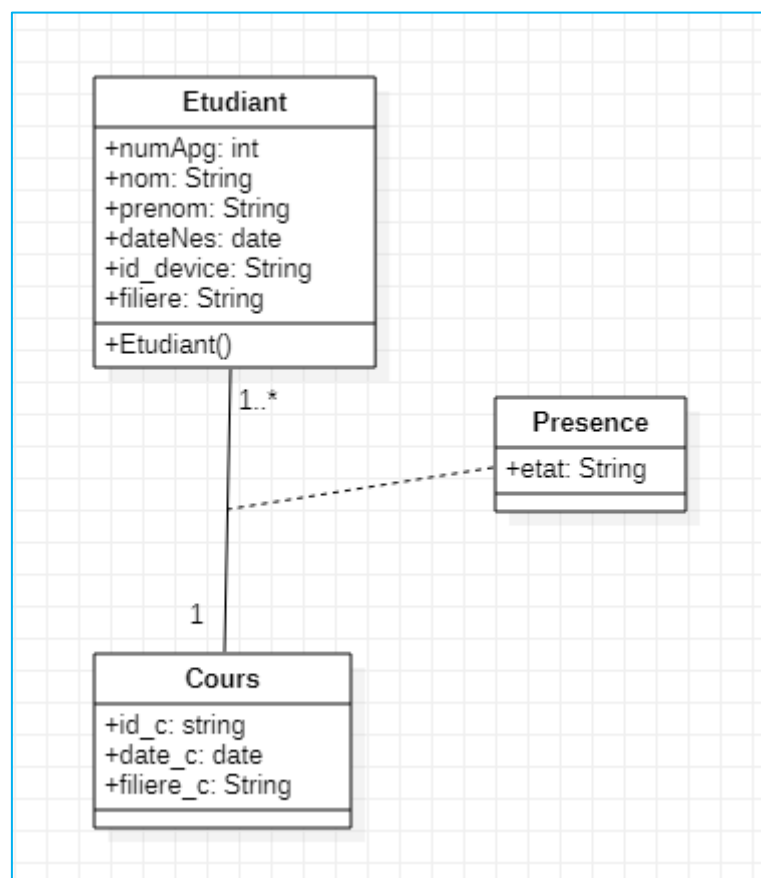 Etudiant
+numApg: int
+nom: String
+prenom: String
+dateNes: date
+id_device: String
+filiere: String
+Etudiant()
1..*
Presence
+etat: String
1
Cours
+id_c: string
+date_c: date
+filiere_c: String